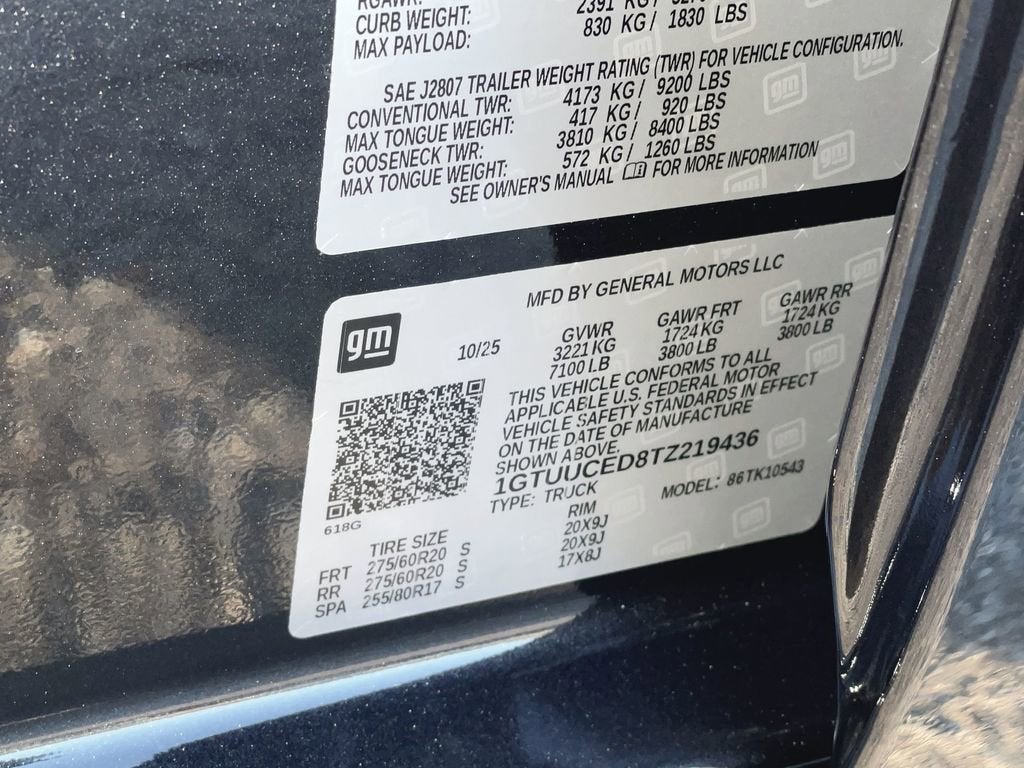 RGAWR:
CURB WEIGHT: 2391 KG /
MAX PAYLOAD: 830 KG / 1830 LBS
SAE J2807 TRAILER WEIGHT RATING (TWR) FOR VEHICLE CONFIGURATION.
CONVENTIONAL TWR: 4173 KG / 9200 LBS
MAX TONGUE WEIGHT: 417 KG / 920 LBS
GOOSENECK TWR: 3810 KG / 8400 LBS
MAX TONGUE WEIGHT: 572 KG / 1260 LBS
SEE OWNER'S MANUAL FOR MORE INFORMATION
MFD BY GENERAL MOTORS LLC
gm
10/25
GVWR GAWR FRT GAWR RR
3221 KG 1724 KG 1724 KG
7100 LB 3800 LB 3800 LB
THIS VEHICLE CONFORMS TO ALL
APPLICABLE U.S. FEDERAL MOTOR
VEHICLE SAFETY STANDARDS IN EFFECT
ON THE DATE OF MANUFACTURE
SHOWN ABOVE.
1GTUUCED8TZ219436
TYPE: TRUCK MODEL: 86TK10543
618G
TIRE SIZE RIM
FRT 275/60R20 S 20X9J
RR 275/60R20 S 20X9J
SPA 255/80R17 S 17X8J